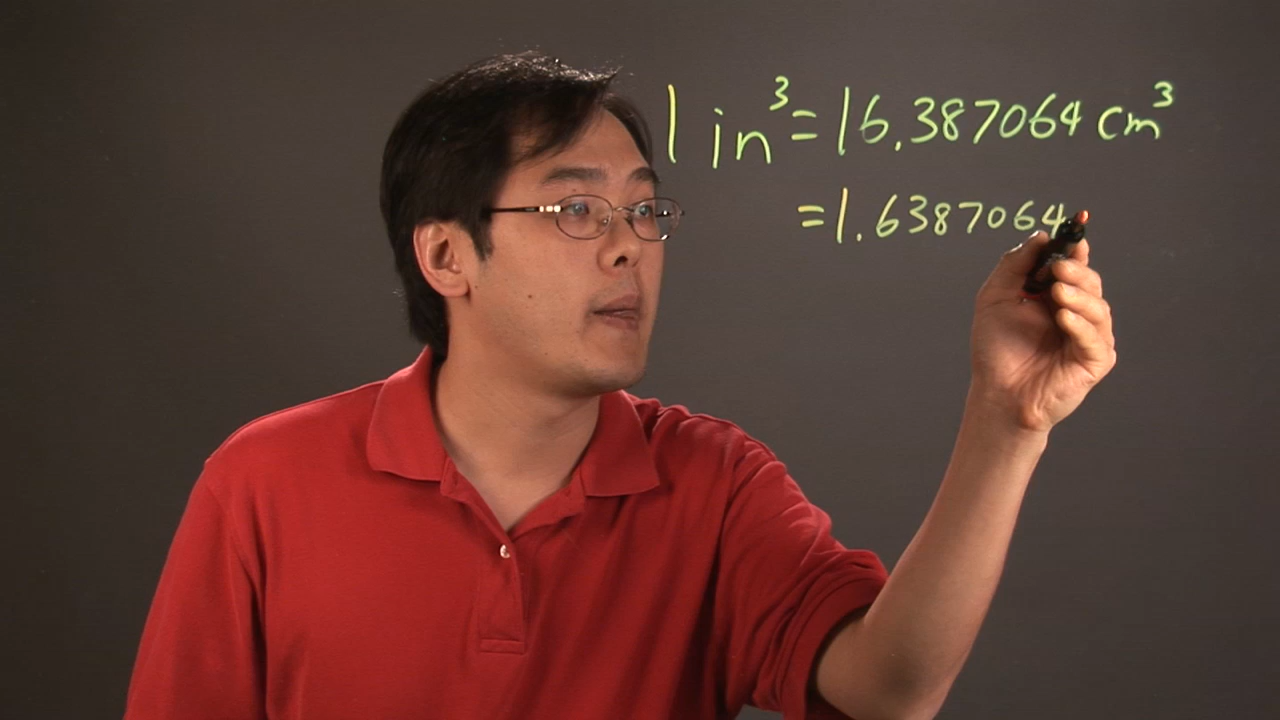 1 in³ = 16.387064 cm³
= 1.6387064